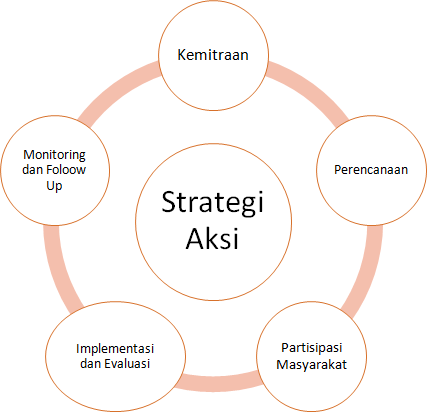 Kemitraan
Perencanaan
Partisipasi
Masyarakat
Implementasi
dan Evaluasi
Monitoring
dan Foloow
Up
Strategi
Aksi